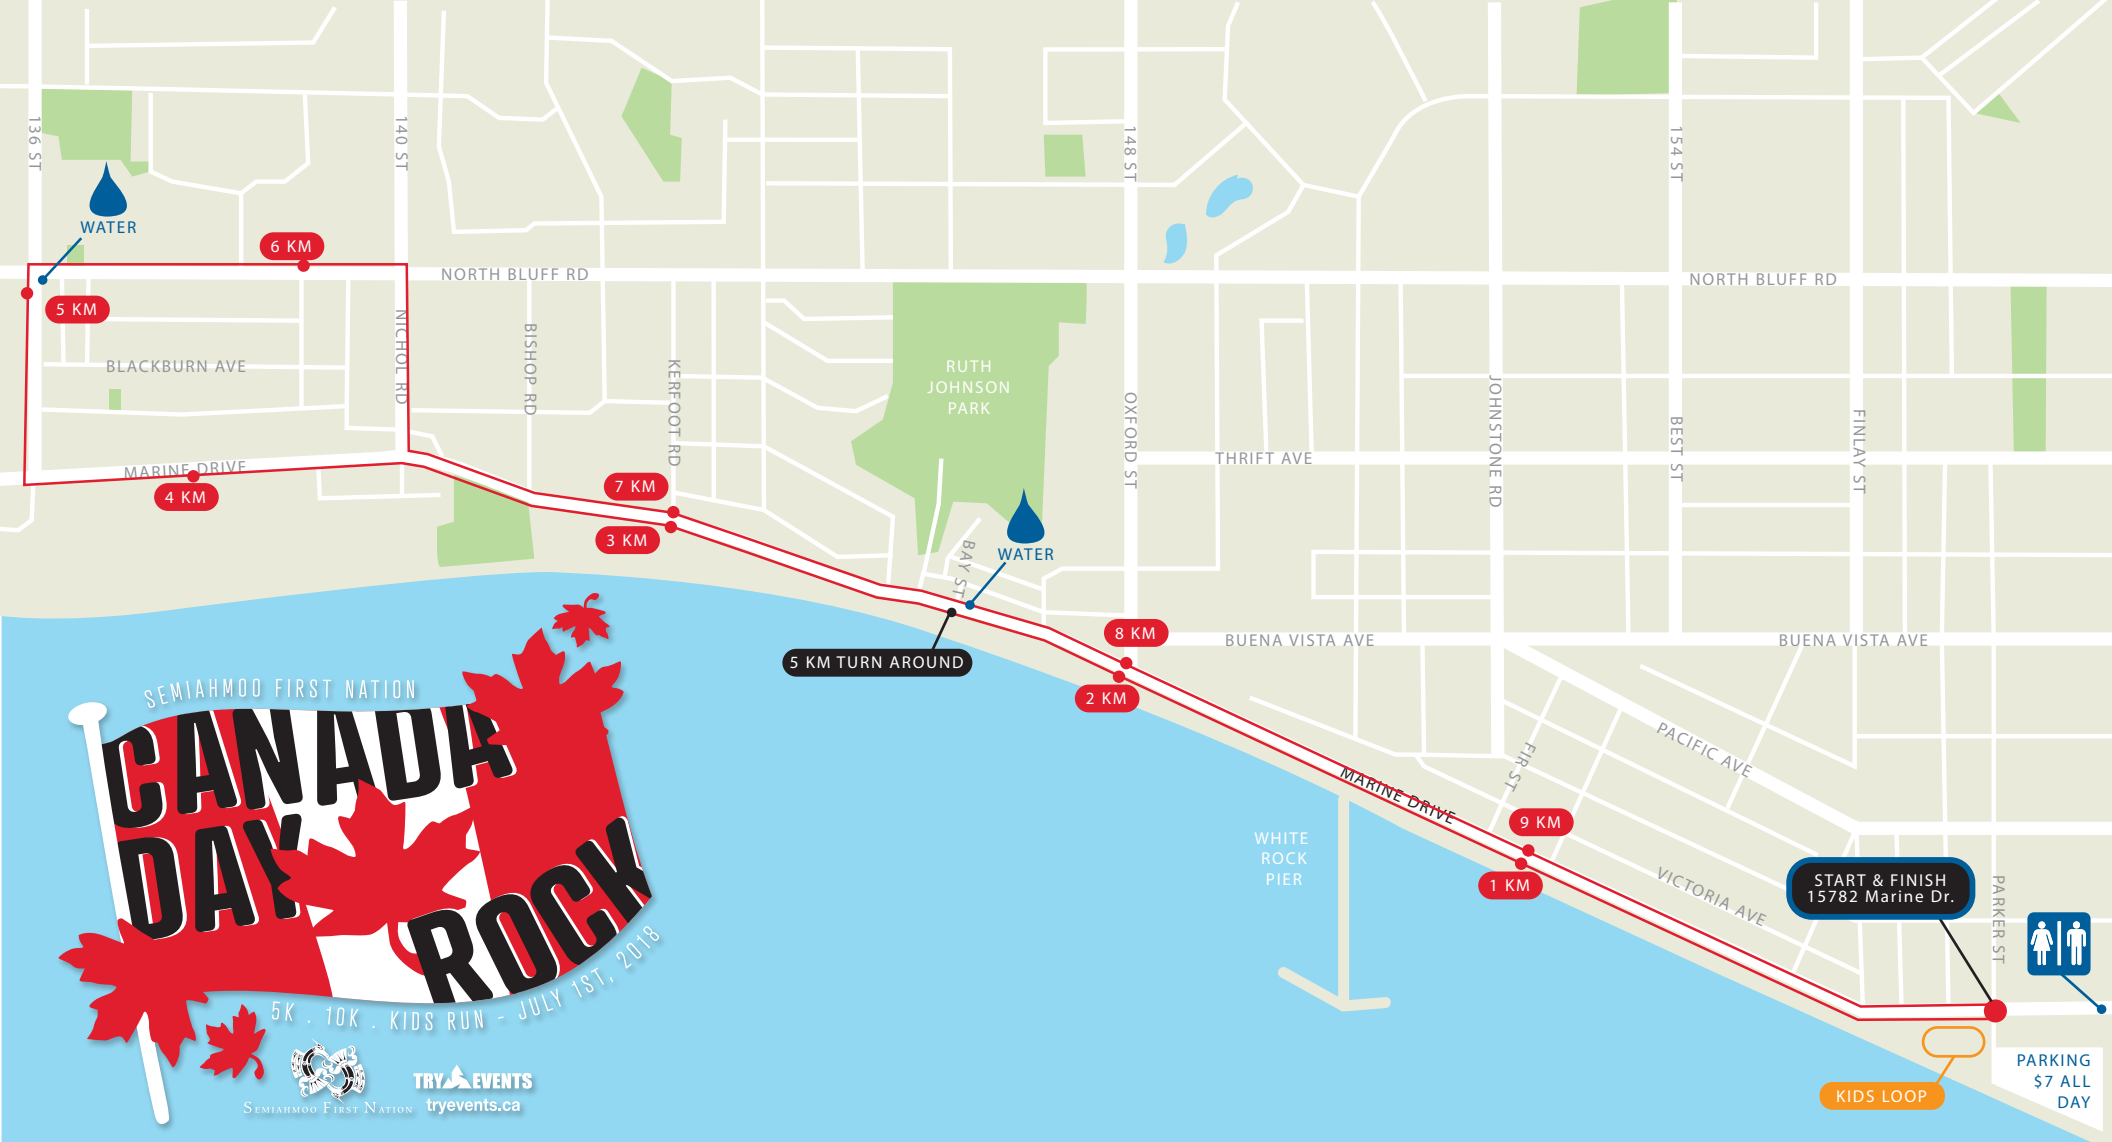 136 ST
140 ST
148 ST
154 ST
WATER
6 KM
NORTH BLUFF RD
NORTH BLUFF RD
5 KM
BLACKBURN AVE
NICHOL RD
BISHOP RD
KERFOOT RD
RUTH
JOHNSON
PARK
OXFORD ST
JOHNSTONE RD
BEST ST
FINLAY ST
THRIFT AVE
MARINE DRIVE
4 KM
7 KM
3 KM
BAY ST
WATER
5 KM TURN AROUND
8 KM
2 KM
BUENA VISTA AVE
BUENA VISTA AVE
PACIFIC AVE
FIR ST
MARINE DRIVE
9 KM
1 KM
WHITE
ROCK
PIER
VICTORIA AVE
START & FINISH
15782 Marine Dr.
PARKER ST
KIDS LOOP
PARKING
$7 ALL
DAY
SEMIAHMOO FIRST NATION
CANADA
DAY
ROCK
5K . 10K . KIDS RUN - JULY 1ST, 2018
SEMIAHMOO FIRST NATION
TRY EVENTS
tryevents.ca